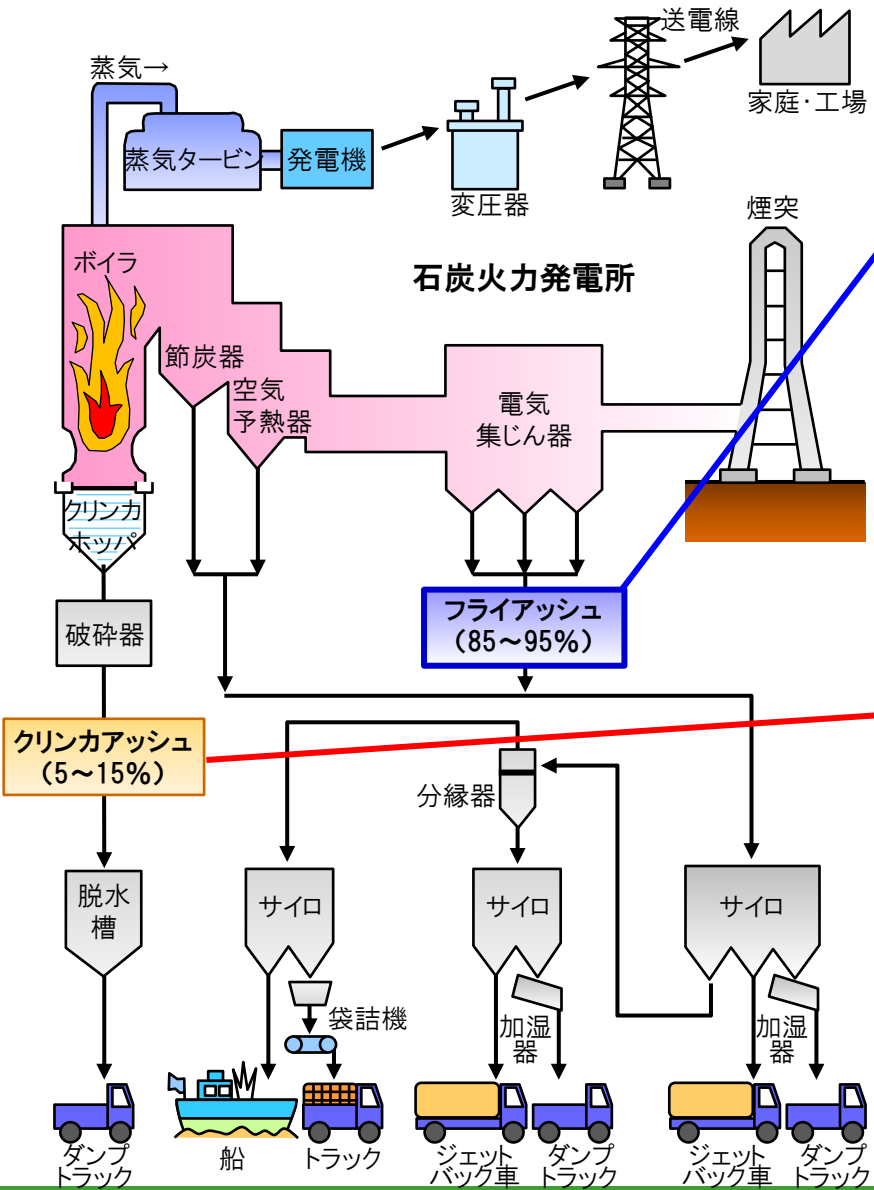 送電線
蒸気→
家庭・工場
蒸気タービン
発電機
変圧器
煙突
ボイラ
石炭火力発電所
節炭器
空気
予熱器
電気
集じん器
クリンカ
ホッパ
フライアッシュ
(85～95%)
破砕器
クリンカアッシュ
(5～15%)
分縁器
脱水
槽
サイロ
サイロ
サイロ
袋詰機
加湿
器
加湿
器
ダンプ
トラック
船
トラック
ジェット
パック車
ダンプ
トラック
ジェット
パック車
ダンプ
トラック